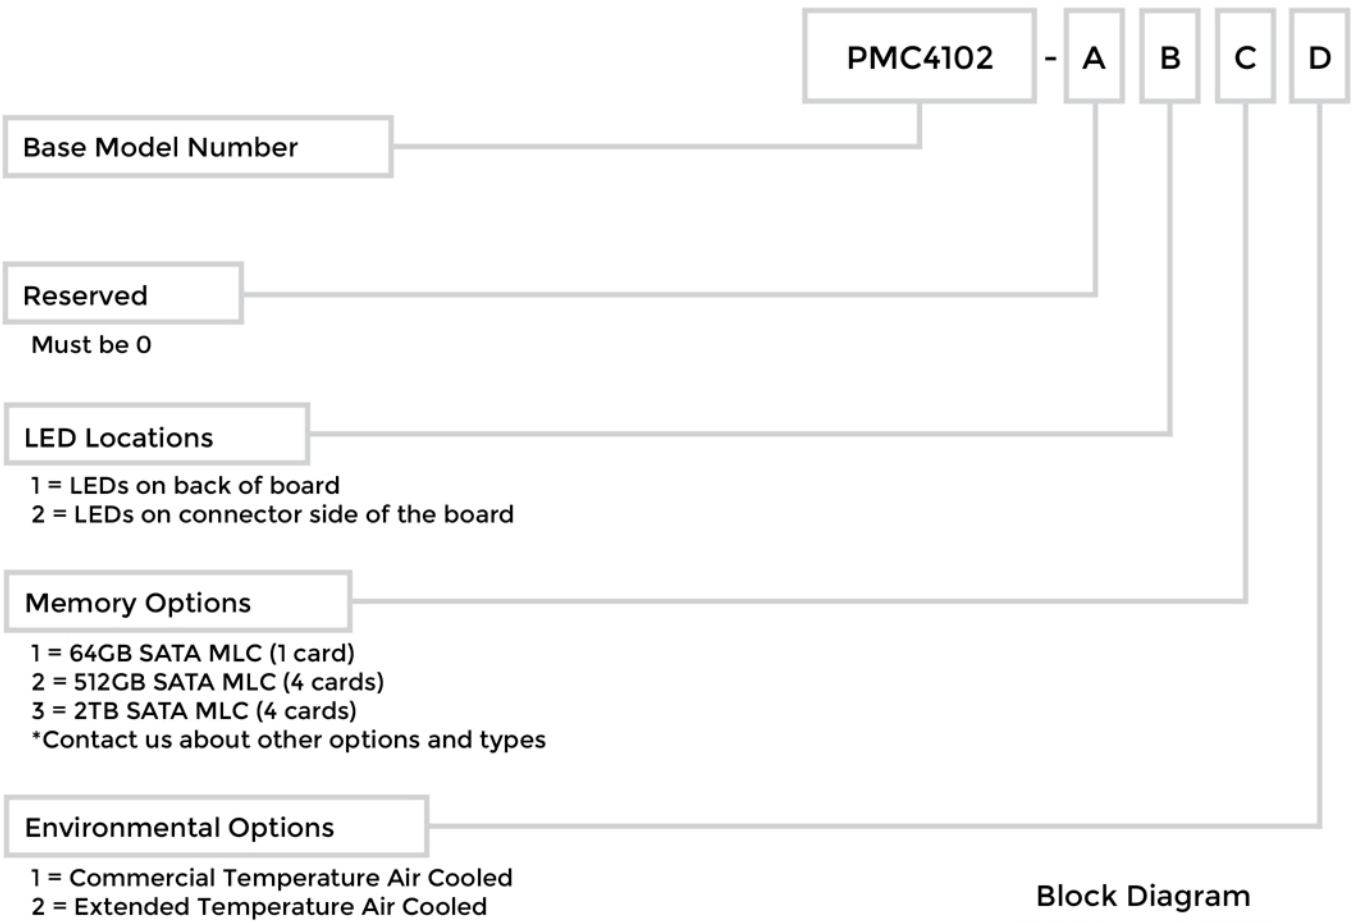 PMC4102 - A B C D
Base Model Number
Reserved
Must be 0
LED Locations
1 = LEDs on back of board
2 = LEDs on connector side of the board
Memory Options
1 = 64GB SATA MLC (1 card)
2 = 512GB SATA MLC (4 cards)
3 = 2TB SATA MLC (4 cards)
*Contact us about other options and types
Environmental Options
1 = Commercial Temperature Air Cooled
2 = Extended Temperature Air Cooled
Block Diagram